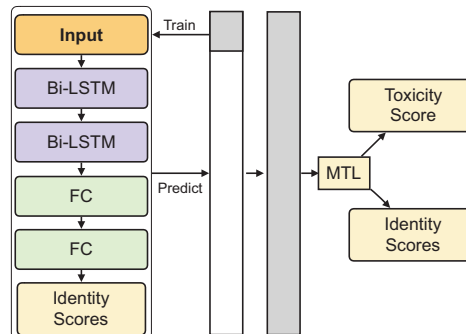 Input
Bi-LSTM
Bi-LSTM
FC
FC
Identity
Scores
Train
Predict
MTL
Toxicity
Score
Identity
Scores